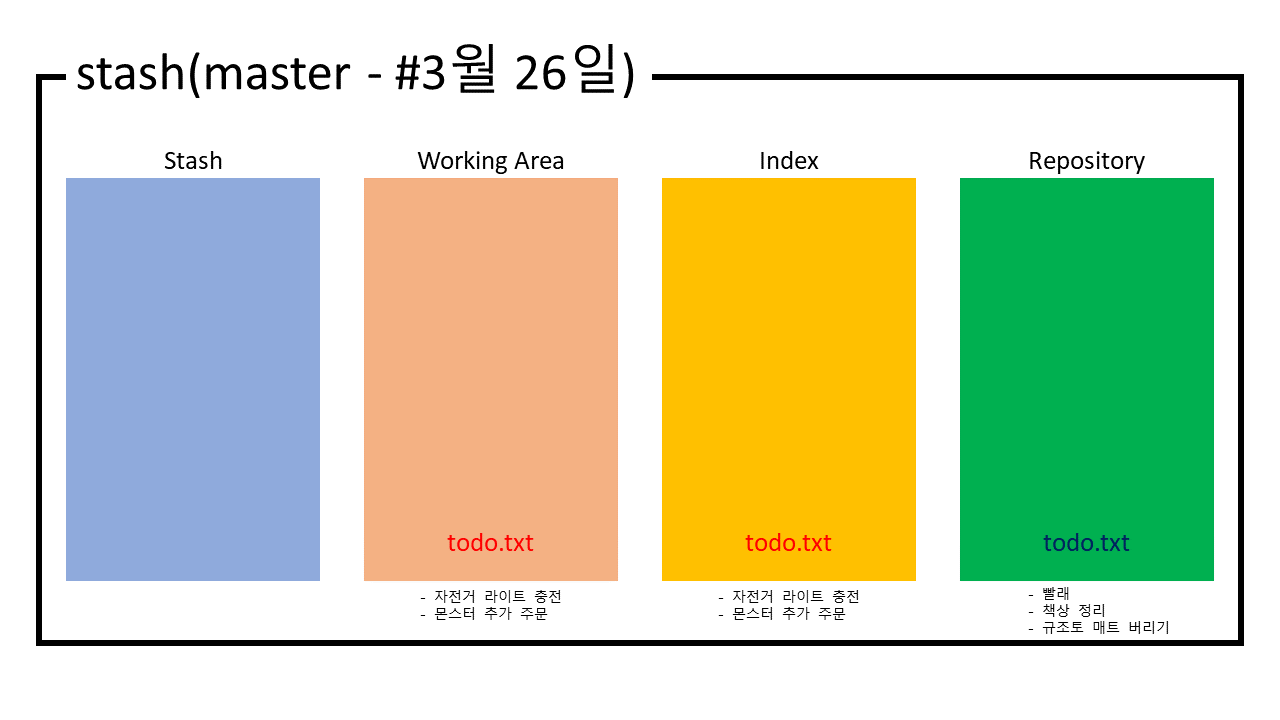 stash(master - #3월 26일)
Stash
Working Area
Index
Repository
todo.txt
todo.txt
todo.txt
- 자전거 라이트 충전
- 몬스터 추가 주문
- 자전거 라이트 충전
- 몬스터 추가 주문
- 빨래
- 책상 정리
- 규조토 매트 버리기